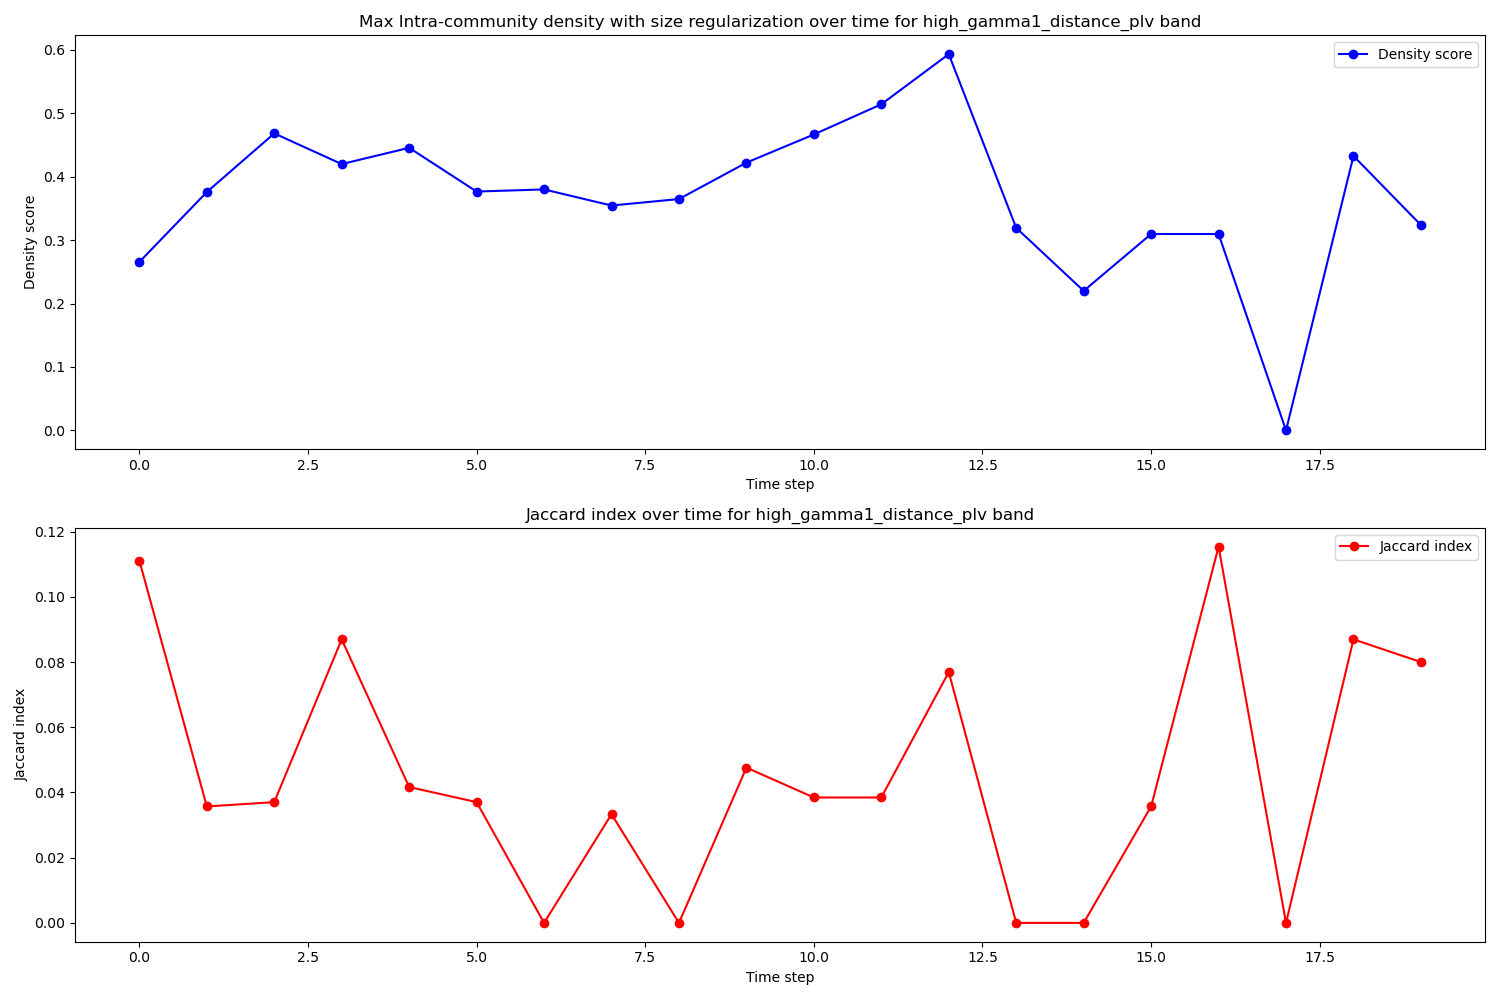 Max Intra-community density with size regularization over time for high_gamma1_distance_plv band
Density score
0.6
0.5
0.4
0.3
0.2
0.1
0.0
Density score
0.0 2.5 5.0 7.5 10.0 12.5 15.0 17.5
Time step
Jaccard index over time for high_gamma1_distance_plv band
Jaccard index
0.12
0.10
0.08
0.06
0.04
0.02
0.00
Jaccard index
0.0 2.5 5.0 7.5 10.0 12.5 15.0 17.5
Time step